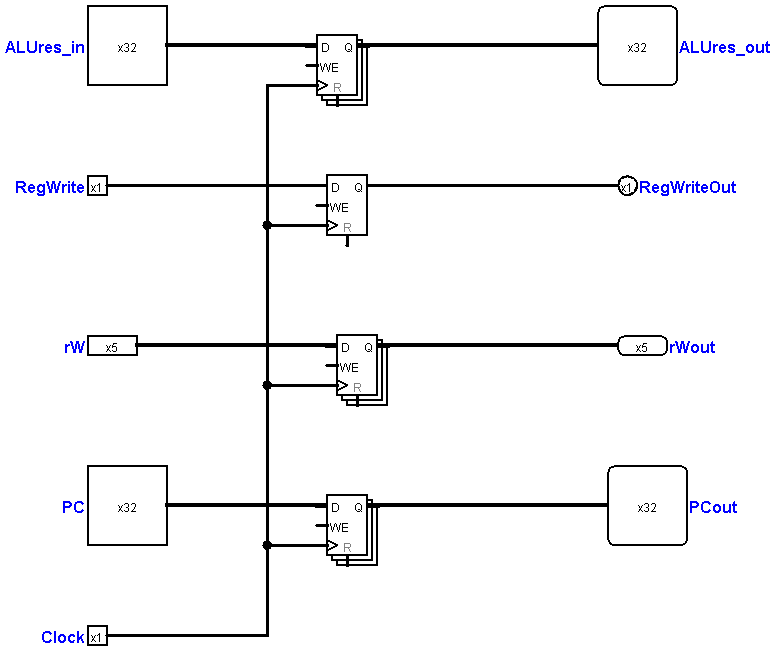 ALUres_in x32 D Q x32 ALUres_out
WE
R
RegWrite x1 D Q x1 RegWriteOut
WE
R
rW x5 D Q x5 rWout
WE
R
PC x32 D Q x32 PCout
WE
R
Clock x1